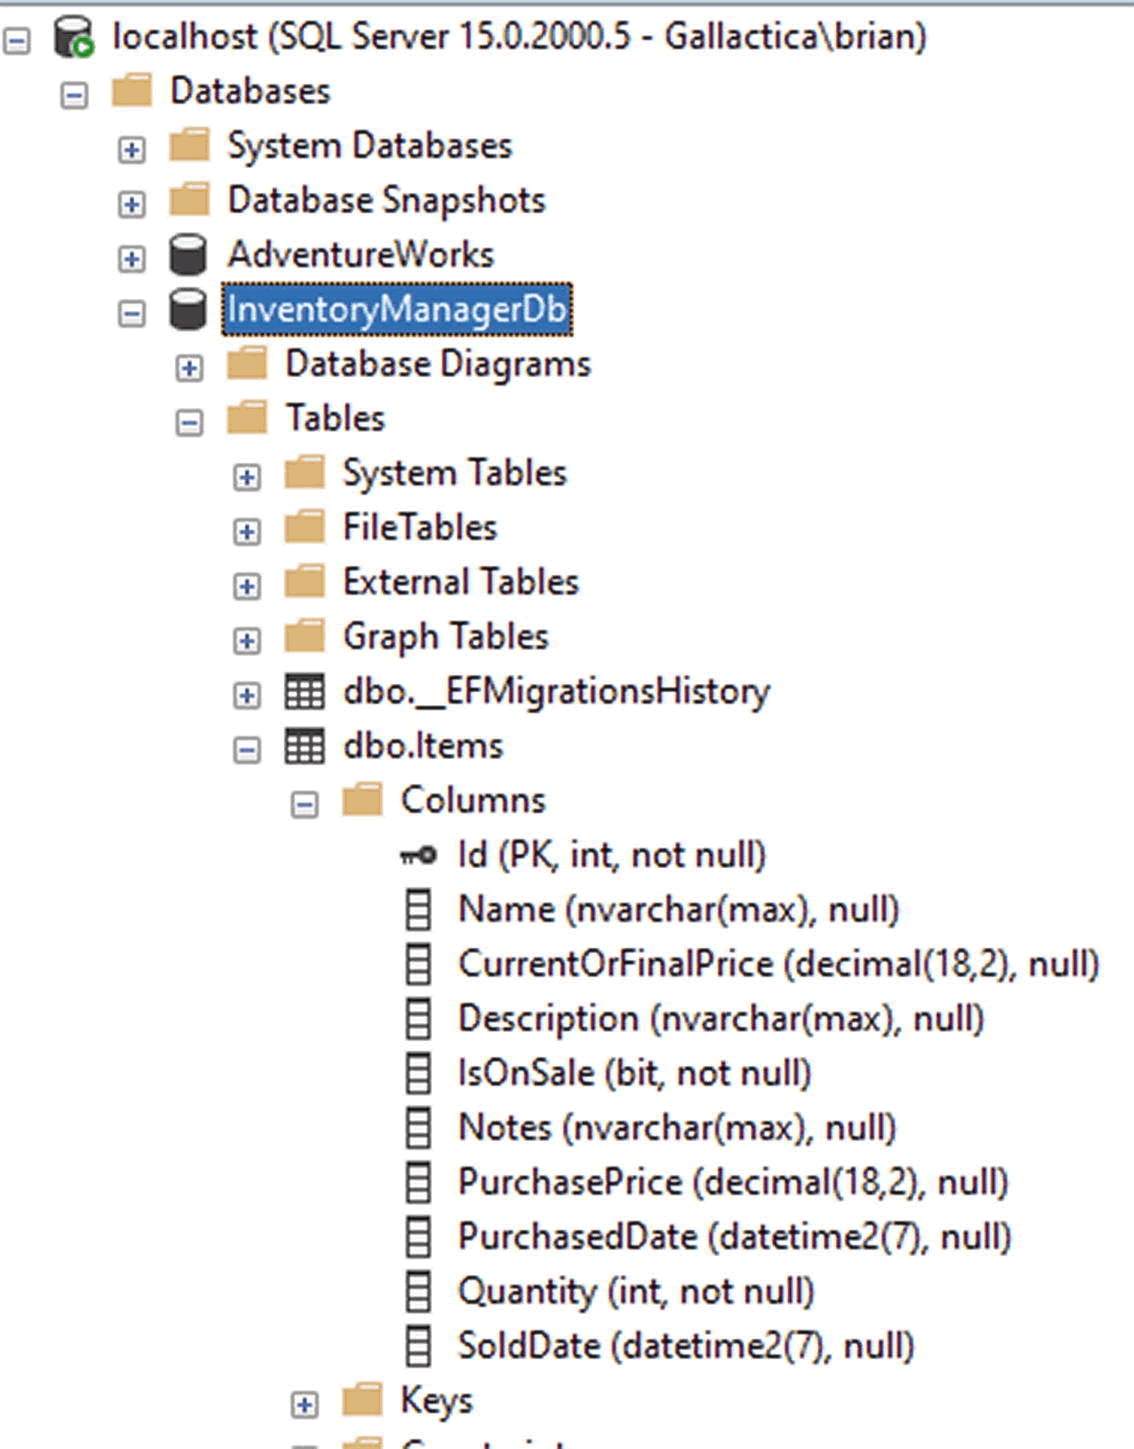 localhost (SQL Server 15.0.2000.5 - Gallactica\brian)
Databases
System Databases
Database Snapshots
AdventureWorks
InventoryManagerDb
Database Diagrams
Tables
System Tables
FileTables
External Tables
Graph Tables
dbo.__EFMigrationsHistory
dbo.Items
Columns
Id (PK, int, not null)
Name (nvarchar(max), null)
CurrentOrFinalPrice (decimal(18,2), null)
Description (nvarchar(max), null)
IsOnSale (bit, not null)
Notes (nvarchar(max), null)
PurchasePrice (decimal(18,2), null)
PurchasedDate (datetime2(7), null)
Quantity (int, not null)
SoldDate (datetime2(7), null)
Keys